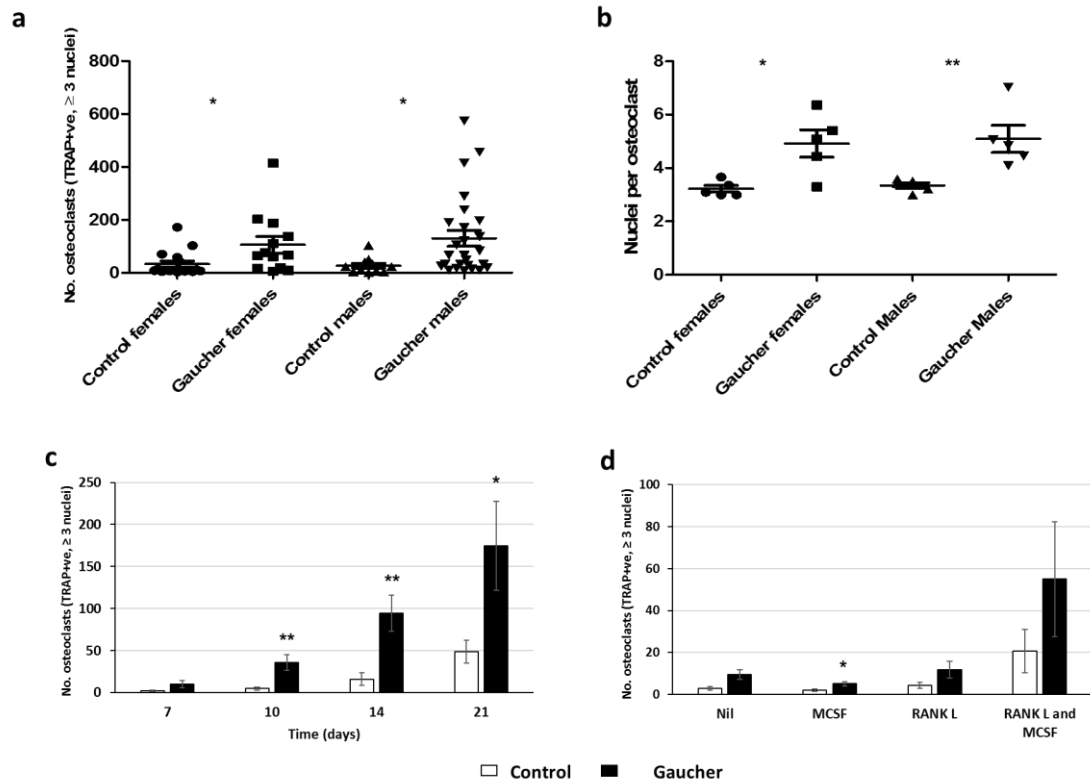 a
No. osteoclasts (TRAP+ve, ≥ 3 nuclei)
800
600
400
200
0
*
*
Control females
Gaucher females
Control males
Gaucher males
b
Nuclei per osteoclast
8
6
4
2
0
*
**
Control females
Gaucher females
Control Males
Gaucher Males
c
No. osteoclasts (TRAP+ve, ≥ 3 nuclei)
250
200
150
100
50
0
**
**
*
7 10 14 21
Time (days)
d
No. osteoclasts (TRAP+ve, ≥ 3 nuclei)
100
80
60
40
20
0
*
Nil MCSF RANK L RANK L and
MCSF
Control Gaucher